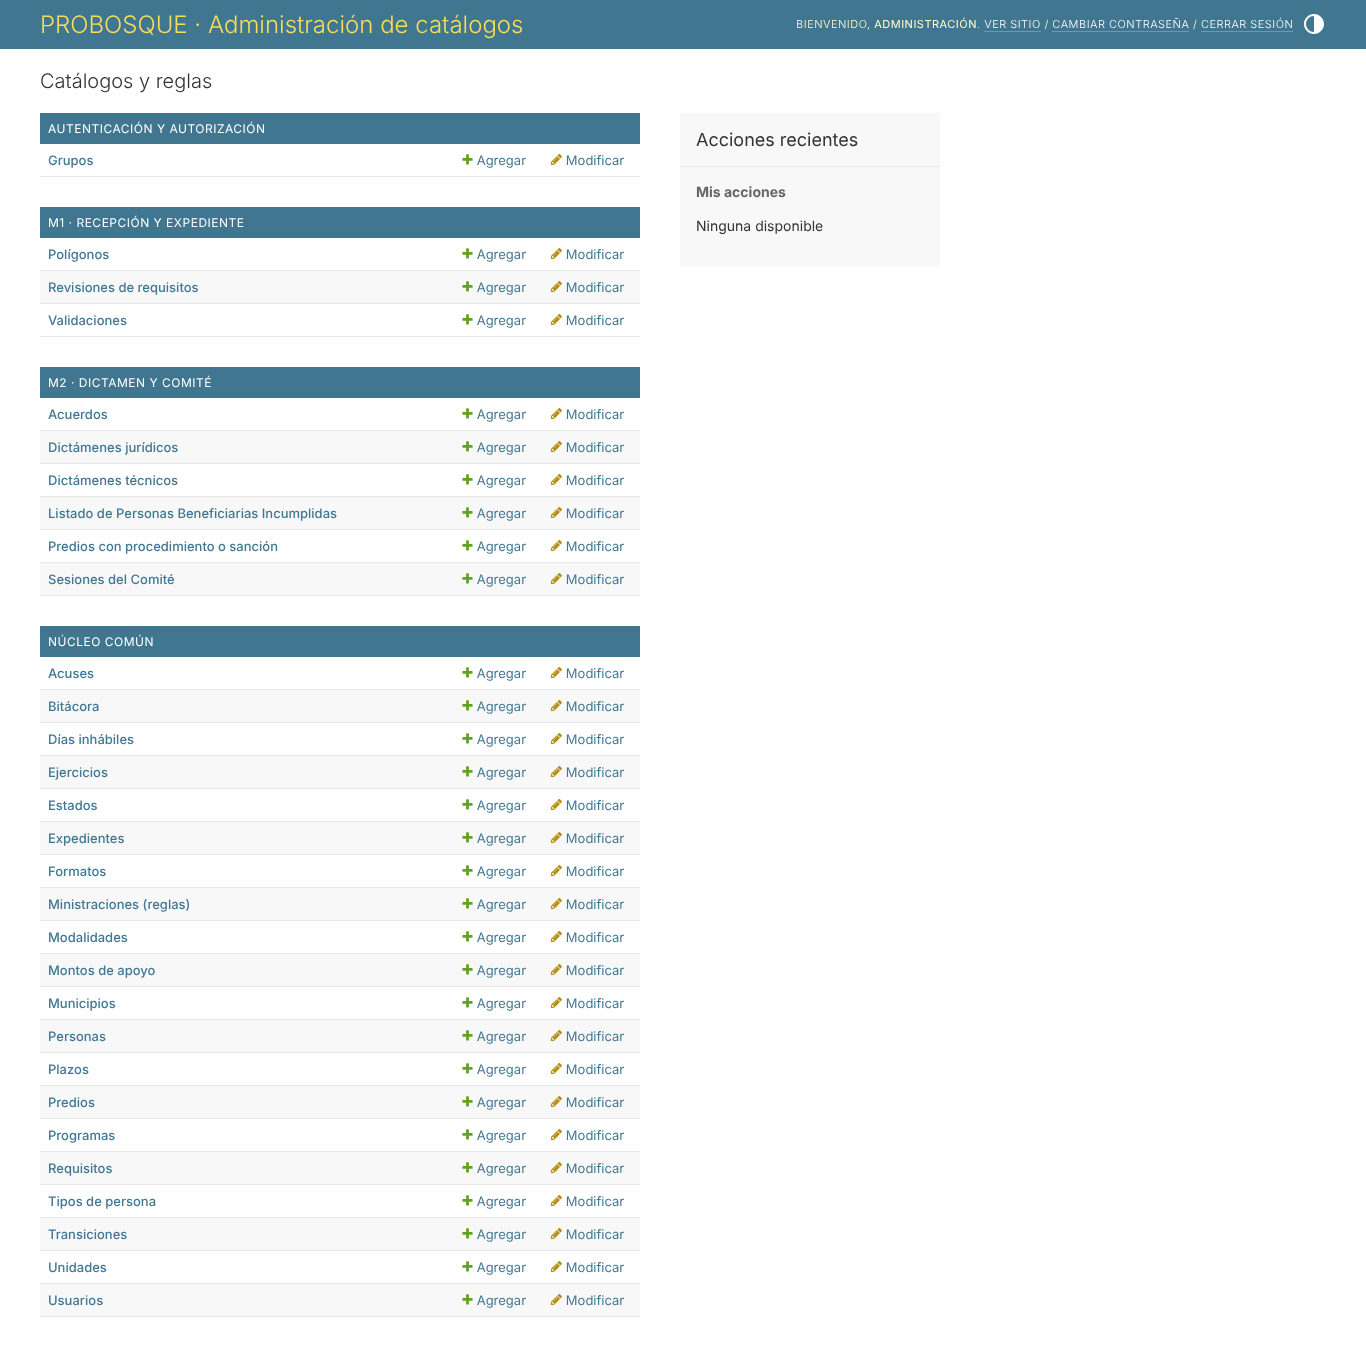 PROBOSQUE · Administración de catálogos
BIENVENIDO, ADMINISTRACIÓN. VER SITIO / CAMBIAR CONTRASEÑA / CERRAR SESIÓN
Catálogos y reglas
AUTENTICACIÓN Y AUTORIZACIÓN
Grupos Agregar Modificar
M1 · RECEPCIÓN Y EXPEDIENTE
Polígonos Agregar Modificar
Revisiones de requisitos Agregar Modificar
Validaciones Agregar Modificar
M2 · DICTAMEN Y COMITÉ
Acuerdos Agregar Modificar
Dictámenes jurídicos Agregar Modificar
Dictámenes técnicos Agregar Modificar
Listado de Personas Beneficiarias Incumplidas Agregar Modificar
Predios con procedimiento o sanción Agregar Modificar
Sesiones del Comité Agregar Modificar
NÚCLEO COMÚN
Acuses Agregar Modificar
Bitácora Agregar Modificar
Días inhábiles Agregar Modificar
Ejercicios Agregar Modificar
Estados Agregar Modificar
Expedientes Agregar Modificar
Formatos Agregar Modificar
Ministraciones (reglas) Agregar Modificar
Modalidades Agregar Modificar
Montos de apoyo Agregar Modificar
Municipios Agregar Modificar
Personas Agregar Modificar
Plazos Agregar Modificar
Predios Agregar Modificar
Programas Agregar Modificar
Requisitos Agregar Modificar
Tipos de persona Agregar Modificar
Transiciones Agregar Modificar
Unidades Agregar Modificar
Usuarios Agregar Modificar
Acciones recientes
Mis acciones
Ninguna disponible